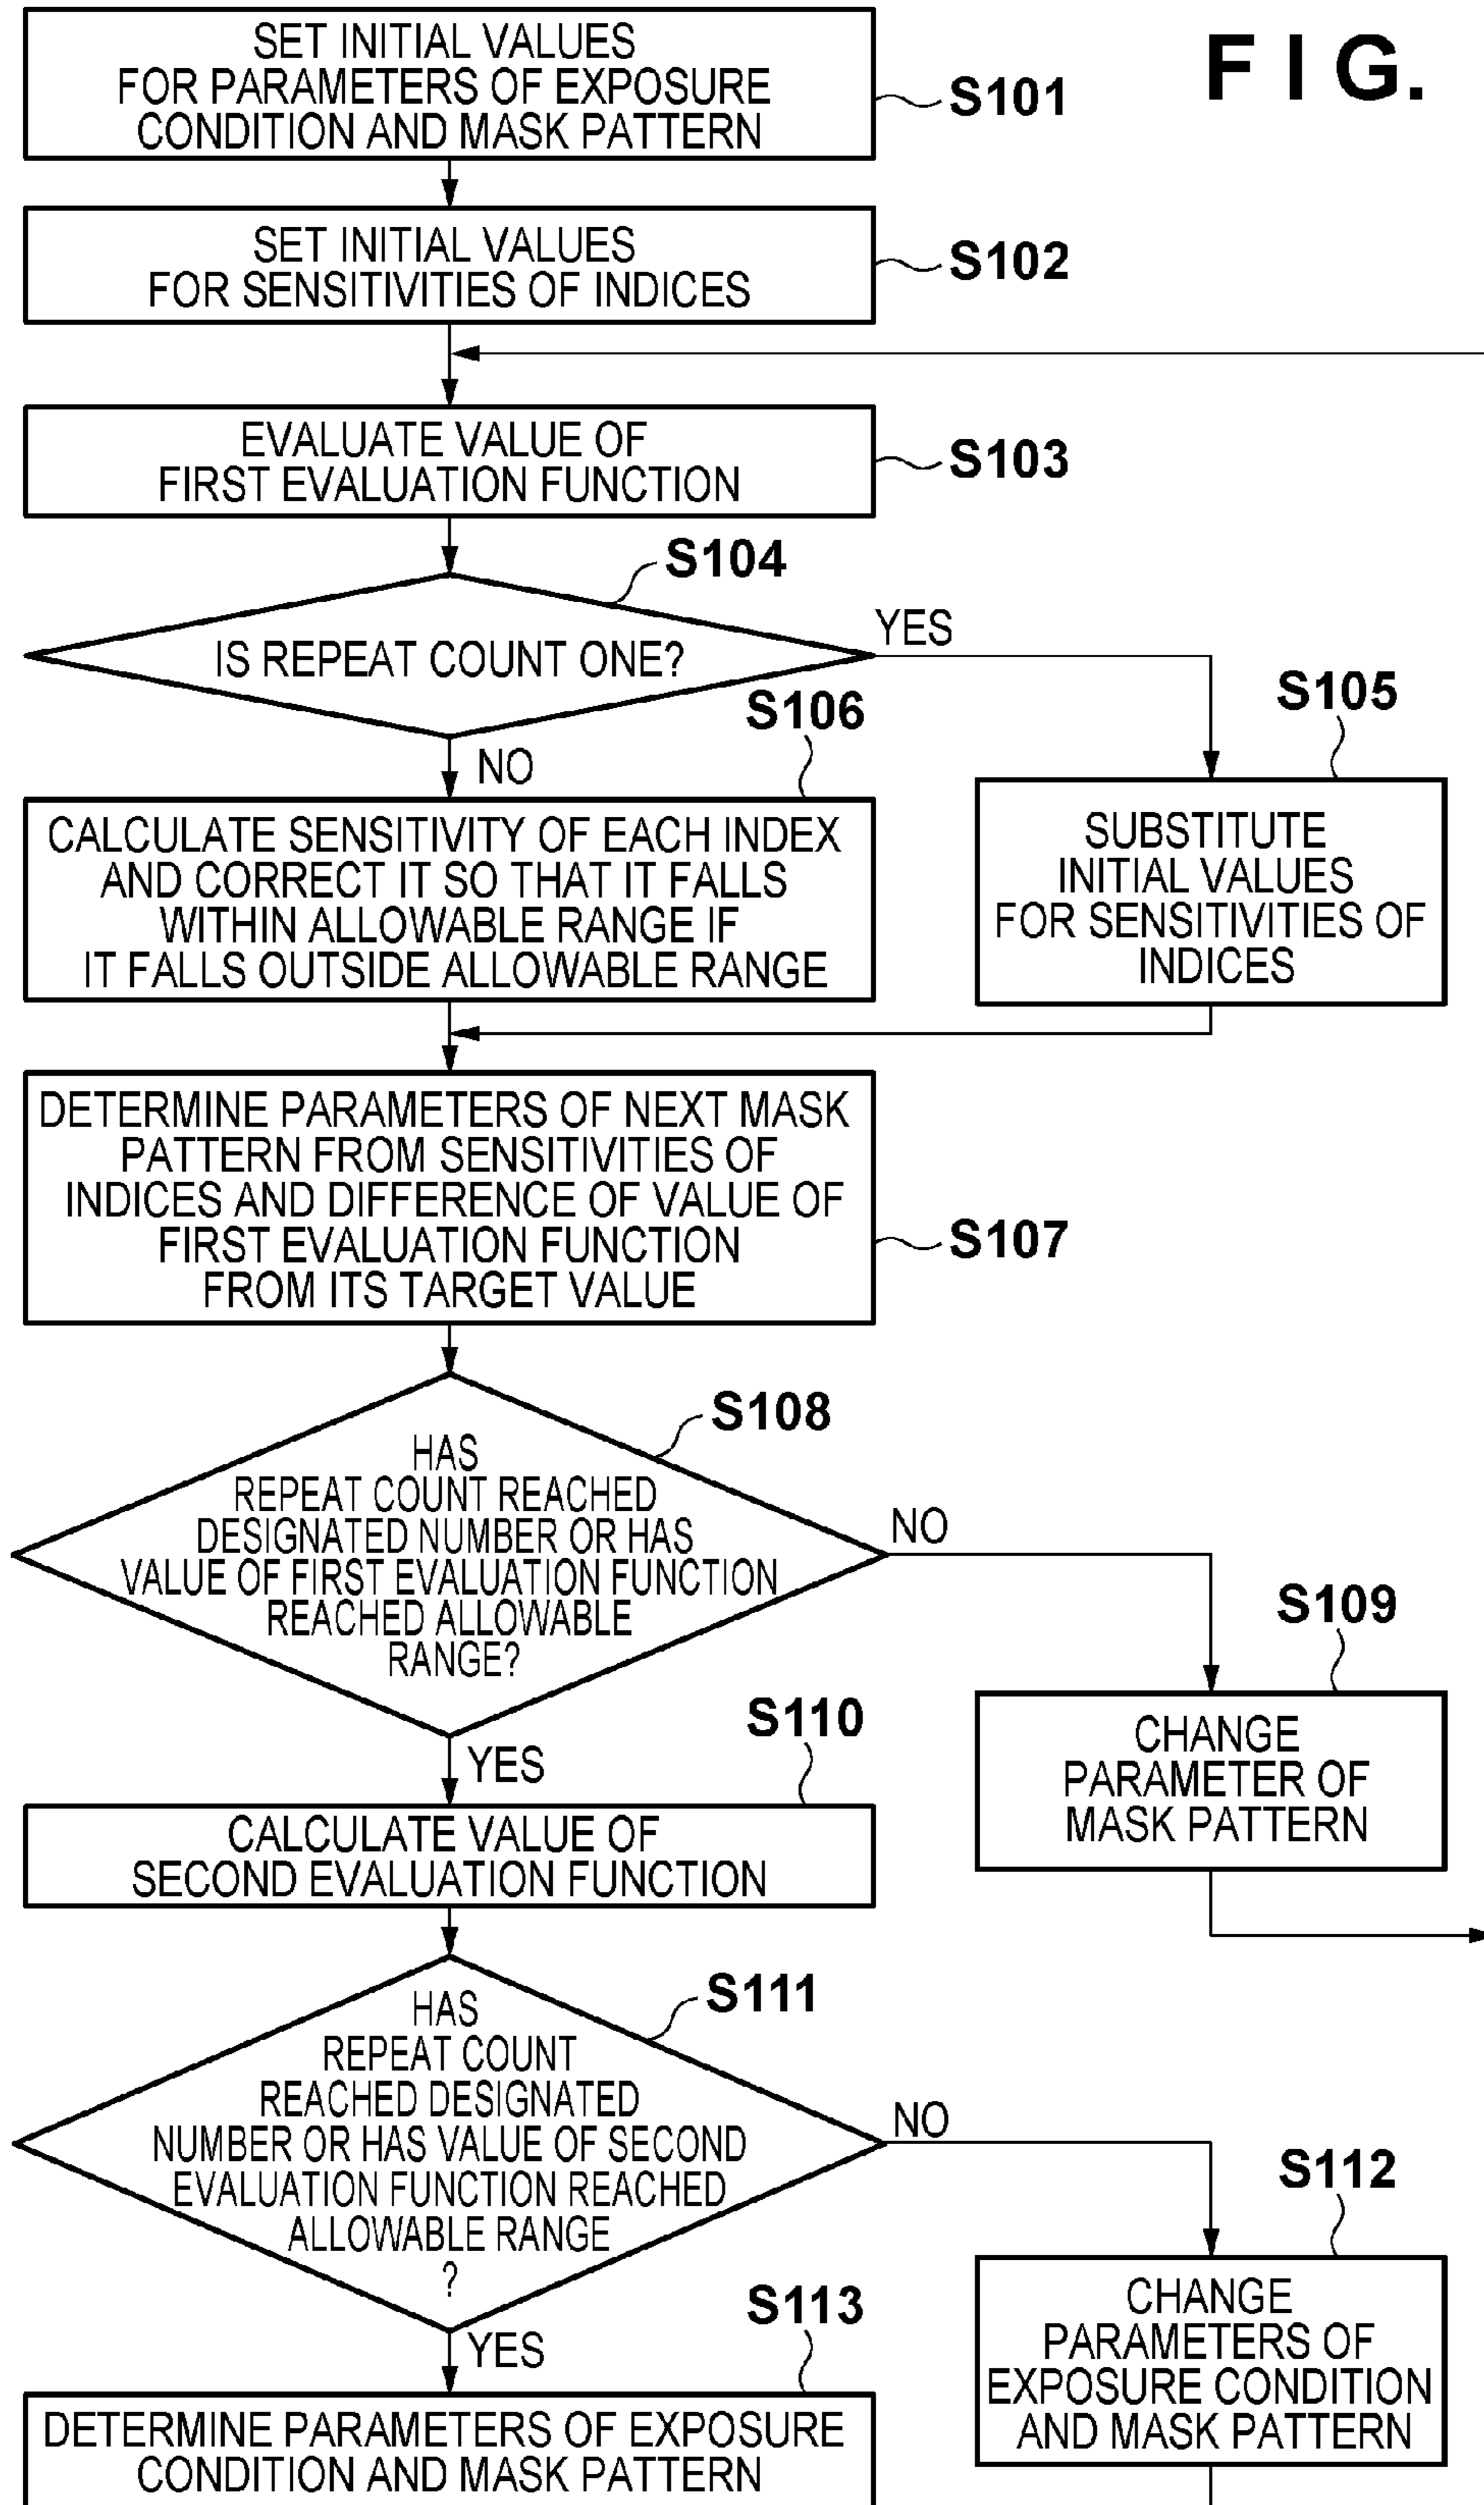 SET INITIAL VALUES
FOR PARAMETERS OF EXPOSURE
CONDITION AND MASK PATTERN
S101
FIG.
SET INITIAL VALUES
FOR SENSITIVITIES OF INDICES
S102
EVALUATE VALUE OF
FIRST EVALUATION FUNCTION
S103
S104
IS REPEAT COUNT ONE?
YES
NO
S106
CALCULATE SENSITIVITY OF EACH INDEX
AND CORRECT IT SO THAT IT FALLS
WITHIN ALLOWABLE RANGE IF
IT FALLS OUTSIDE ALLOWABLE RANGE
S105
SUBSTITUTE
INITIAL VALUES
FOR SENSITIVITIES OF
INDICES
DETERMINE PARAMETERS OF NEXT MASK
PATTERN FROM SENSITIVITIES OF
INDICES AND DIFFERENCE OF VALUE OF
FIRST EVALUATION FUNCTION
FROM ITS TARGET VALUE
S107
S108
HAS
REPEAT COUNT REACHED
DESIGNATED NUMBER OR HAS
VALUE OF FIRST EVALUATION FUNCTION
REACHED ALLOWABLE
RANGE?
NO
YES
S109
CHANGE
PARAMETER OF
MASK PATTERN
S110
CALCULATE VALUE OF
SECOND EVALUATION FUNCTION
S111
HAS
REPEAT COUNT
REACHED DESIGNATED
NUMBER OR HAS VALUE OF SECOND
EVALUATION FUNCTION REACHED
ALLOWABLE RANGE
?
NO
YES
S112
CHANGE
PARAMETERS OF
EXPOSURE CONDITION
AND MASK PATTERN
S113
DETERMINE PARAMETERS OF EXPOSURE
CONDITION AND MASK PATTERN